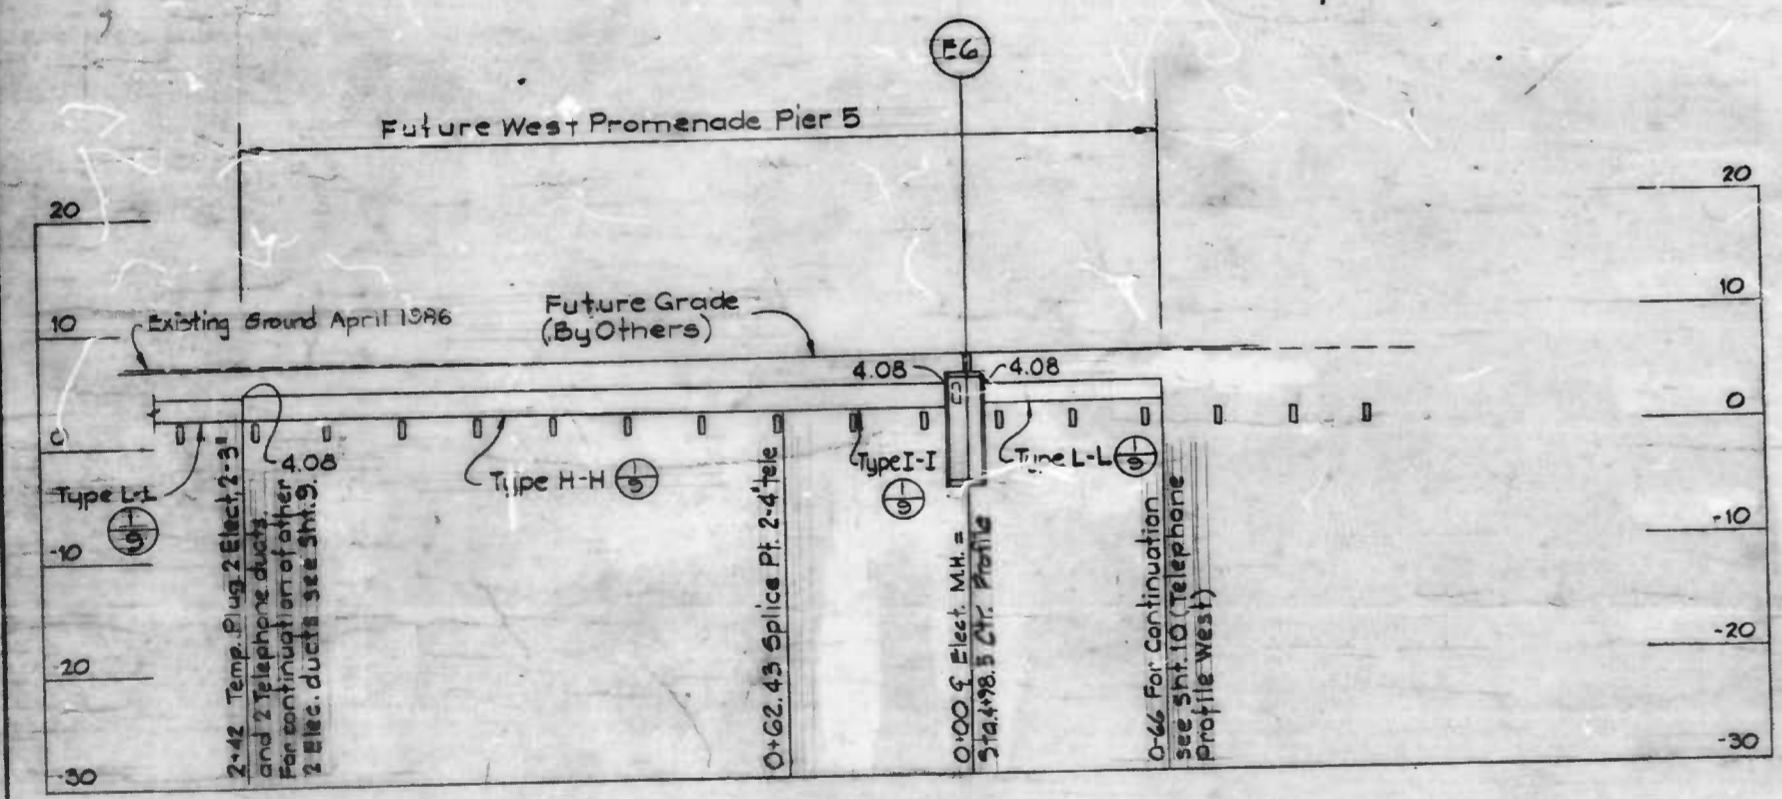 E6
Future West Promenade Pier 5
20
10
0
-10
-20
-30
20
10
0
-10
-20
-30
Existing Ground April 1986
Future Grade
(By Others)
4.08
4.08
4.08
Type L-L
1
9
Type H-H
1
9
Type I-I
1
9
Type L-L
1
9
2+42 Temp. Plug 2 Elect. 2-3"
and 2 Telephone ducts.
For continuation of other
2 Elec. ducts see Sht. 9.
0+62.43 Splice Pt. 2-4" tele
0+00 ℄ Elect. M.H. =
Sta. 4+98.5 Ctr. Profile
0-66 For Continuation
see Sht. 10 (Telephone
profile West)